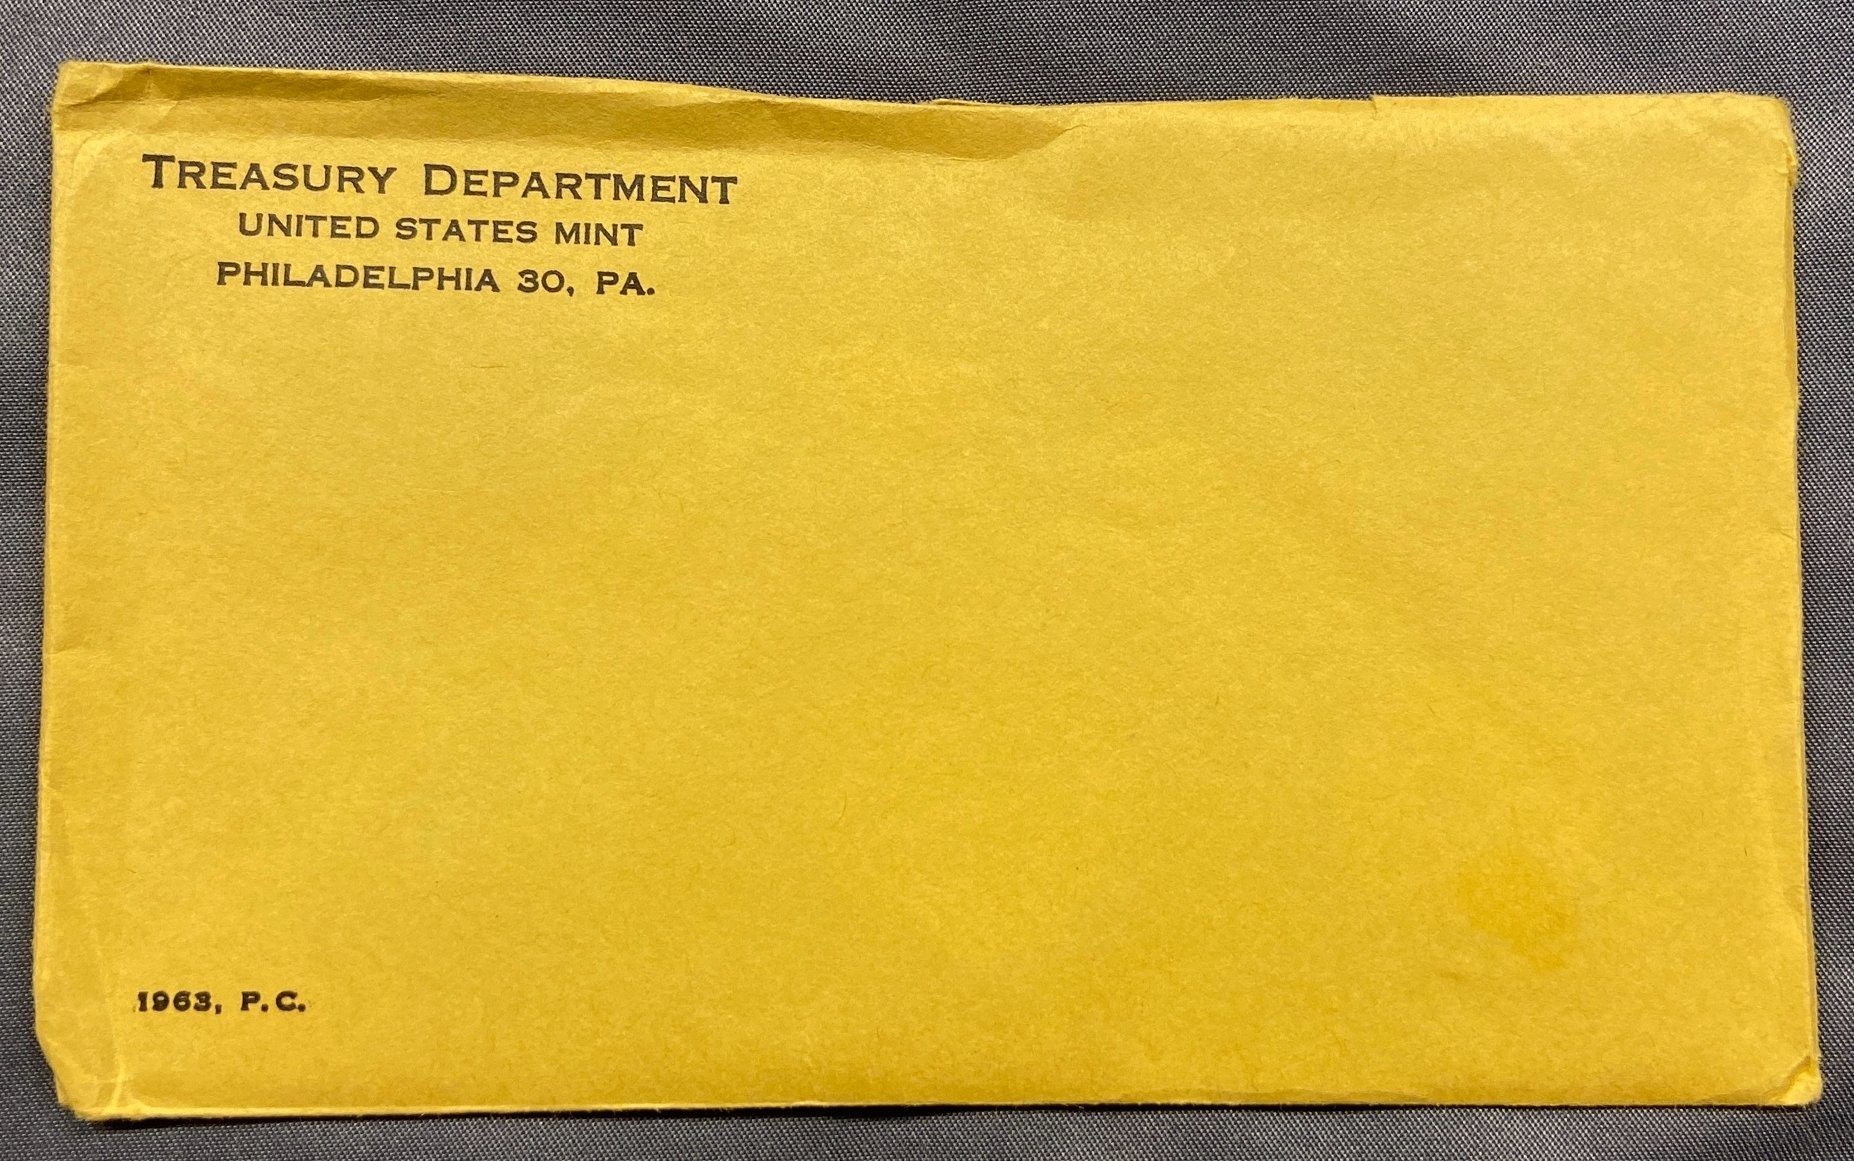 TREASURY DEPARTMENT
UNITED STATES MINT
PHILADELPHIA 30, PA.
1963, P.C.